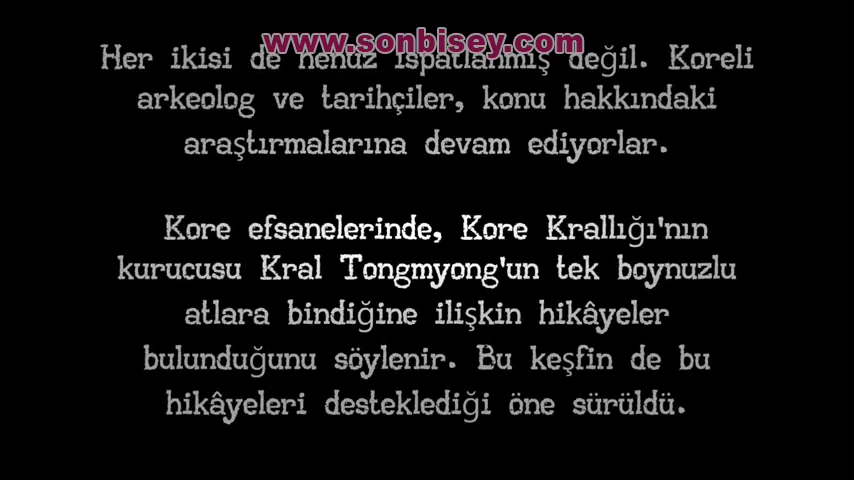 www.sonbisey.com
Her ikisi de henüz ispatlanmış değil. Koreli
arkeolog ve tarihçiler, konu hakkındaki
araştırmalarına devam ediyorlar.
Kore efsanelerinde, Kore Krallığı'nın
kurucusu Kral Tongmyong'un tek boynuzlu
atlara bindiğine ilişkin hikâyeler
bulunduğunu söylenir. Bu keşfin de bu
hikâyeleri desteklediği öne sürüldü.